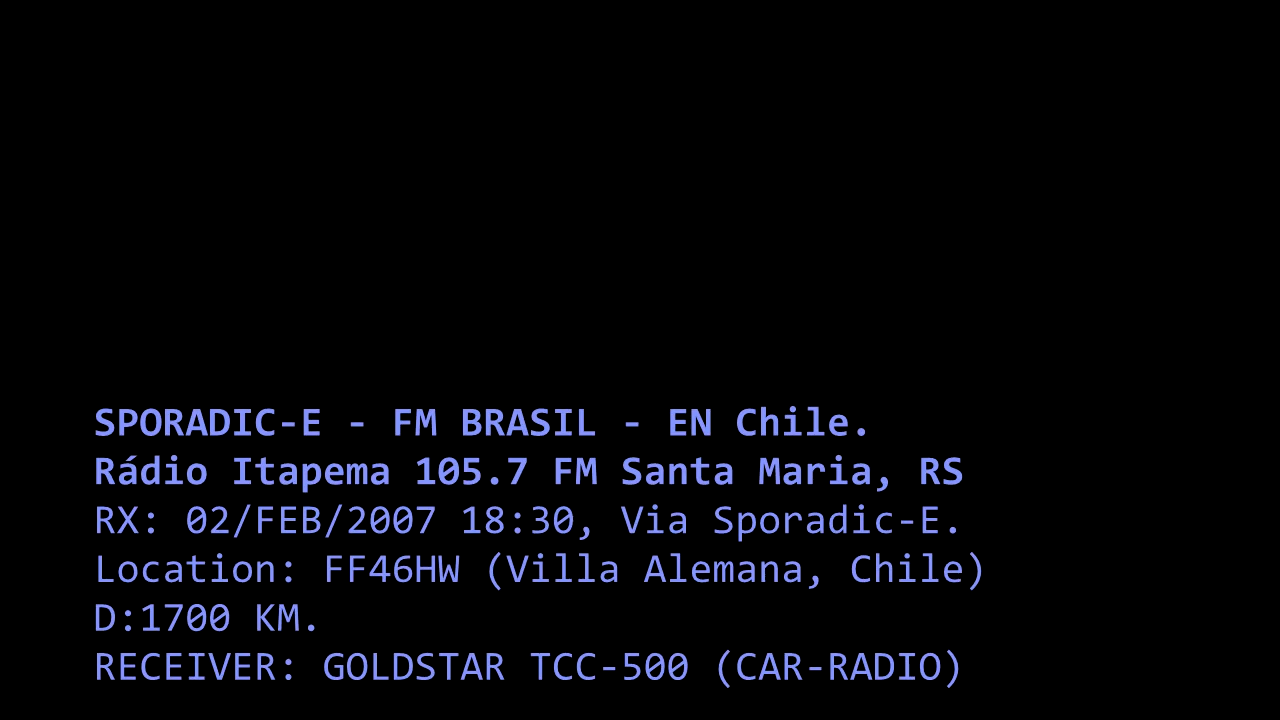 SPORADIC-E - FM BRASIL - EN Chile.
Rádio Itapema 105.7 FM Santa Maria, RS
RX: 02/FEB/2007 18:30, Via Sporadic-E.
Location: FF46HW (Villa Alemana, Chile)
D:1700 KM.
RECEIVER: GOLDSTAR TCC-500 (CAR-RADIO)